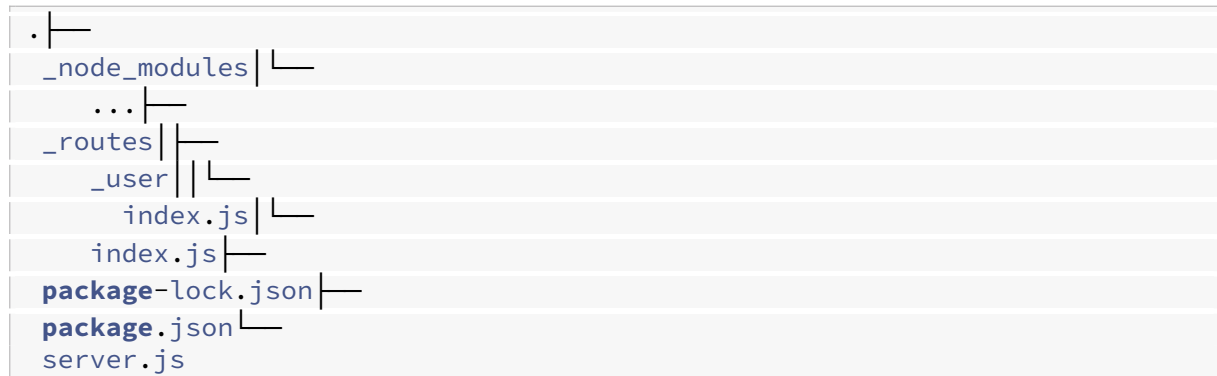 .├──
_node_modules│└──
...├──
_routes│├──
_user││└──
index.js│└──
index.js├──
package-lock.json├──
package.json└──
server.js